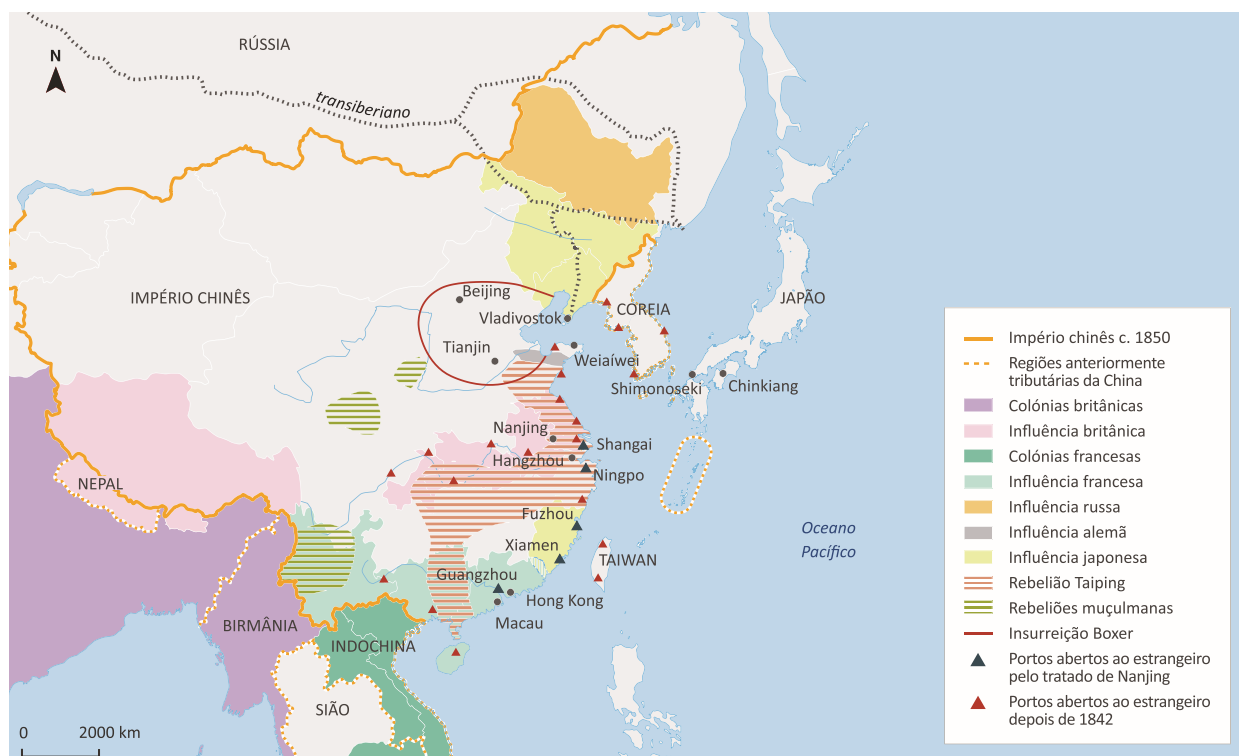 RÚSSIA
N
transiberiano
IMPÉRIO CHINÊS
Beijing
Vladivostok
COREIA
JAPÃO
Tianjin
Weiaíwei
Shimonoseki
Chinkiang
Nanjing
Shangai
Hangzhou
Ningpo
NEPAL
Fuzhou
Oceano
Pacífico
Xiamen
TAIWAN
Guangzhou
Hong Kong
Macau
BIRMÂNIA
INDOCHINA
SIÃO
0 2000 km
Império chinês c. 1850
Regiões anteriormente
tributárias da China
Colónias britânicas
Influência britânica
Colónias francesas
Influência francesa
Influência russa
Influência alemã
Influência japonesa
Rebelião Taiping
Rebeliões muçulmanas
Insurreição Boxer
Portos abertos ao estrangeiro
pelo tratado de Nanjing
Portos abertos ao estrangeiro
depois de 1842